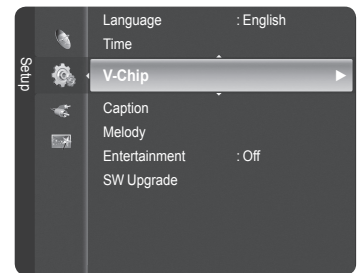 Setup
Language : English
Time
V-Chip
Caption
Melody
Entertainment : Off
SW Upgrade